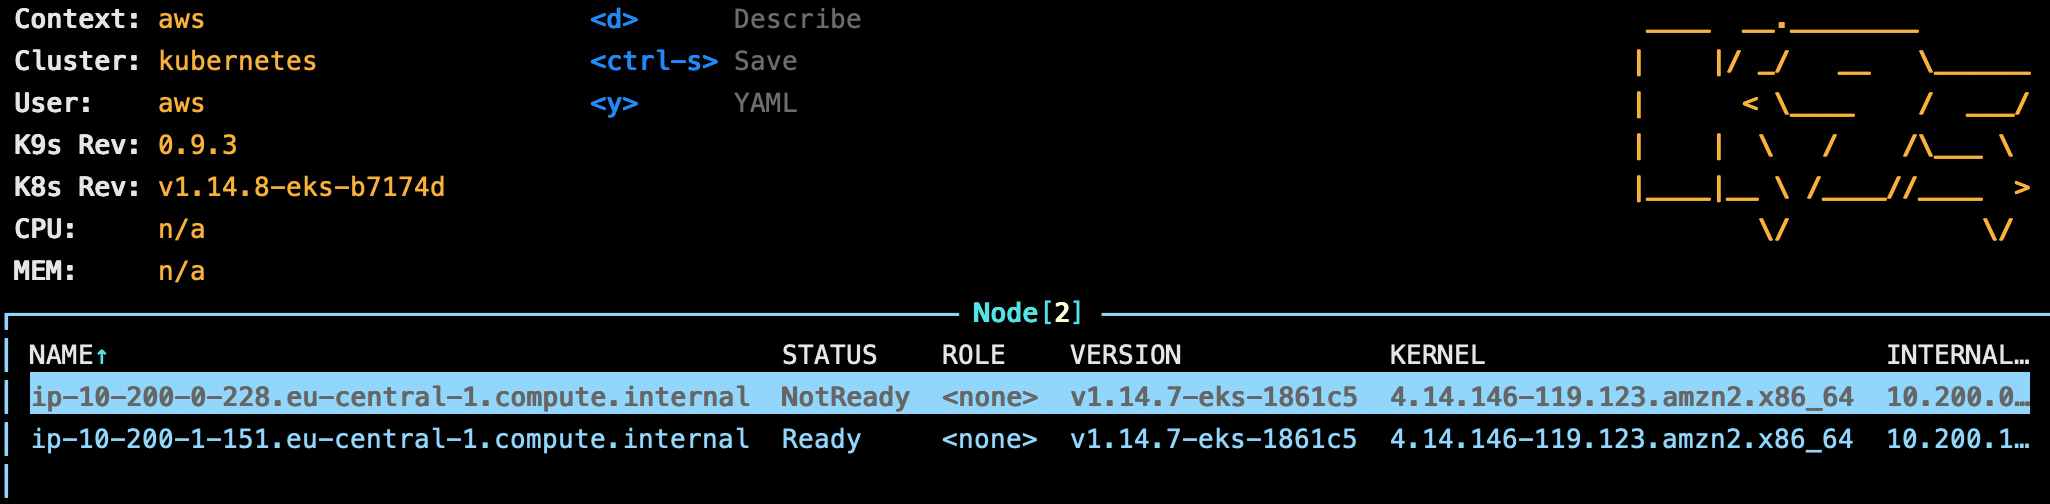 Context: aws <d> Describe
Cluster: kubernetes <ctrl-s> Save
User: aws <y> YAML
K9s Rev: 0.9.3
K8s Rev: v1.14.8-eks-b7174d
CPU: n/a
MEM: n/a
Node[2]
NAME↑ STATUS ROLE VERSION KERNEL INTERNAL…
ip-10-200-0-228.eu-central-1.compute.internal NotReady <none> v1.14.7-eks-1861c5 4.14.146-119.123.amzn2.x86_64 10.200.0…
ip-10-200-1-151.eu-central-1.compute.internal Ready <none> v1.14.7-eks-1861c5 4.14.146-119.123.amzn2.x86_64 10.200.1…